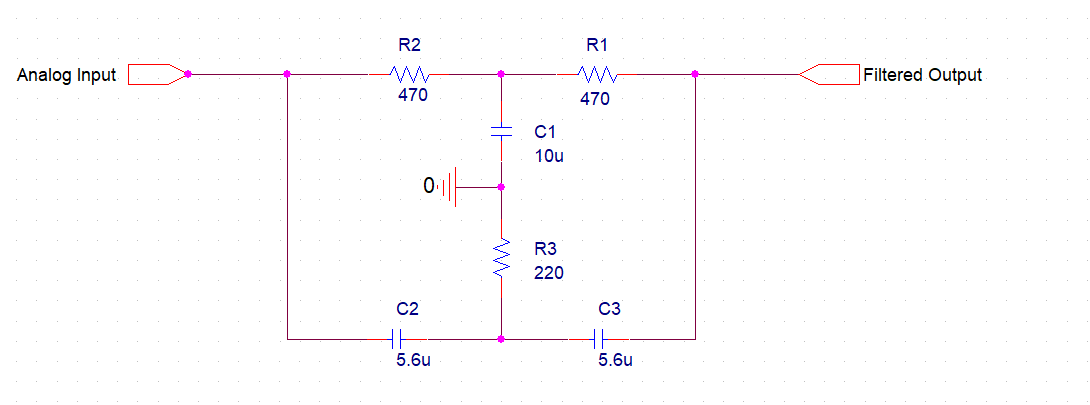 R2
R1
Analog Input
Filtered Output
470
470
C1
10u
0
R3
220
C2
C3
5.6u
5.6u